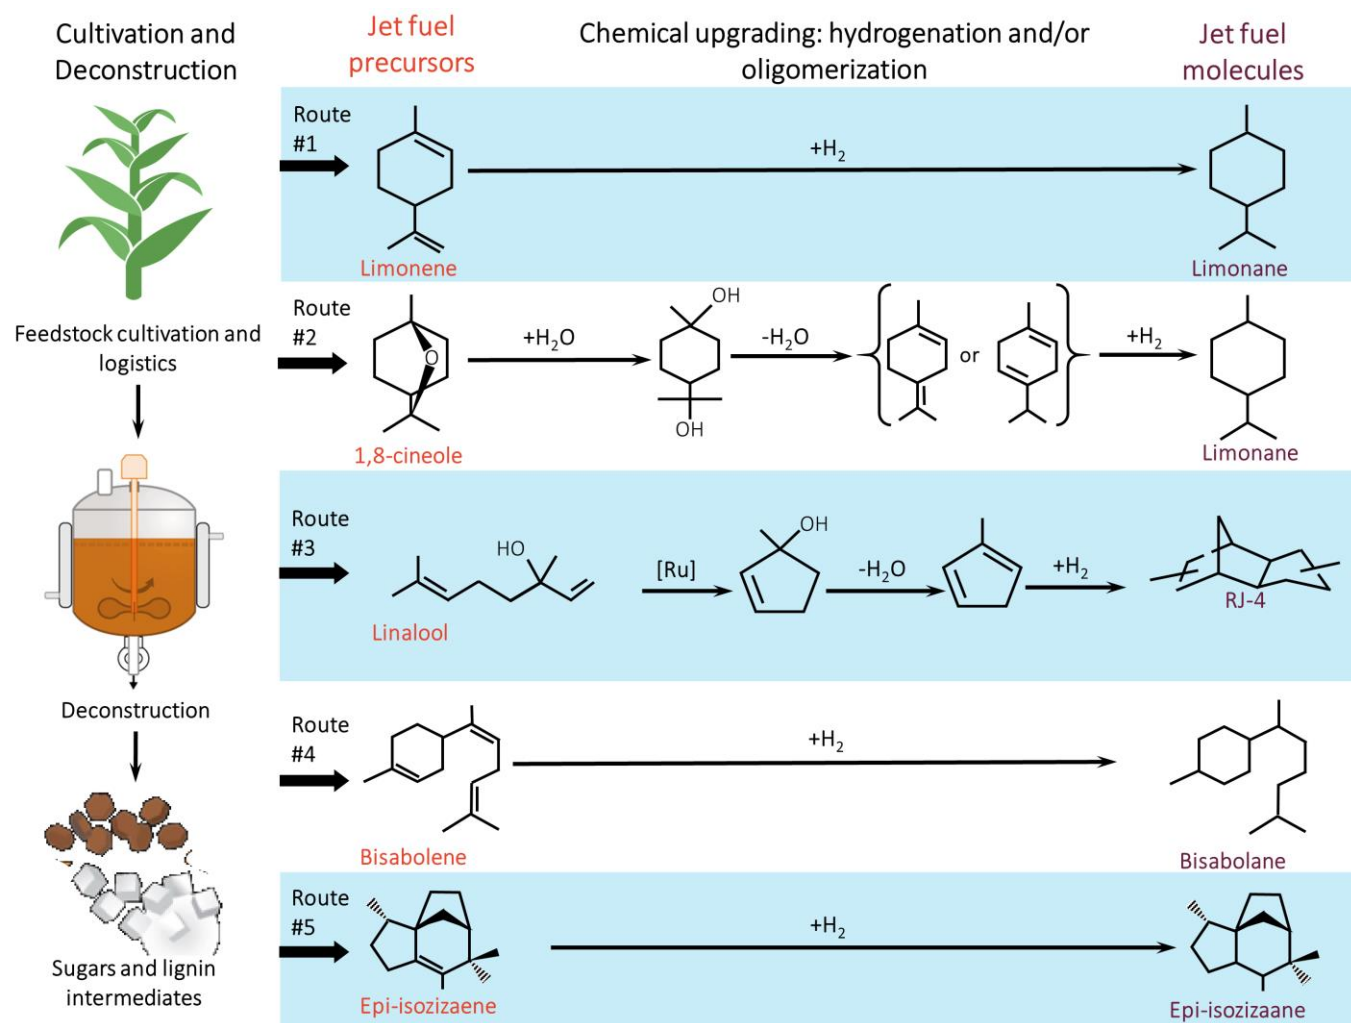 Cultivation and
Deconstruction
Jet fuel
precursors
Chemical upgrading: hydrogenation and/or
oligomerization
Jet fuel
molecules
Route
#1
+H₂
Limonene
Limonane
Feedstock cultivation and
logistics
Route
#2
O
+H₂O
OH
OH
-H₂O
or
+H₂
1,8-cineole
Limonane
Route
#3
HO
Linalool
[Ru]
OH
-H₂O
+H₂
RJ-4
Deconstruction
Route
#4
+H₂
Bisabolene
Bisabolane
Route
#5
+H₂
Epi-isozizaene
Epi-isozizaane
Sugars and lignin
intermediates